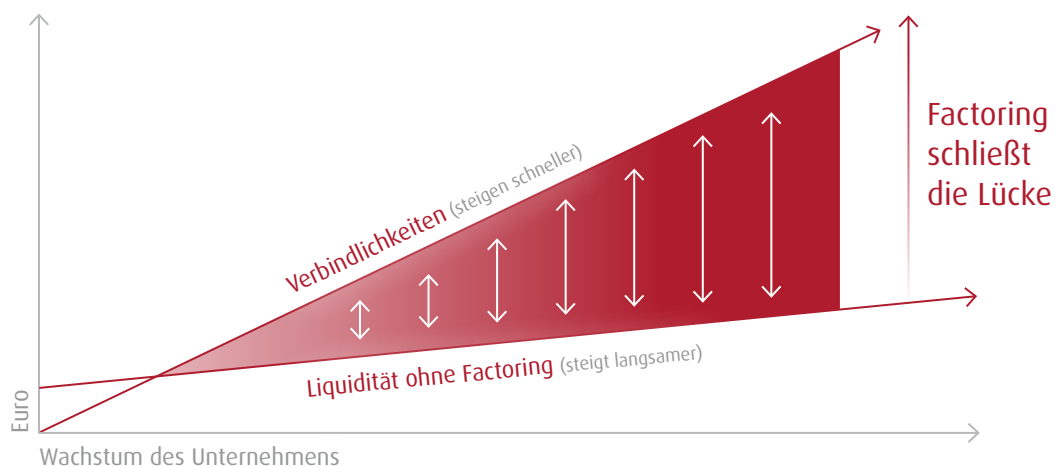 Verbindlichkeiten (steigen schneller)
Factoring
schließt
die Lücke
Liquidität ohne Factoring (steigt langsamer)
Euro
Wachstum des Unternehmens